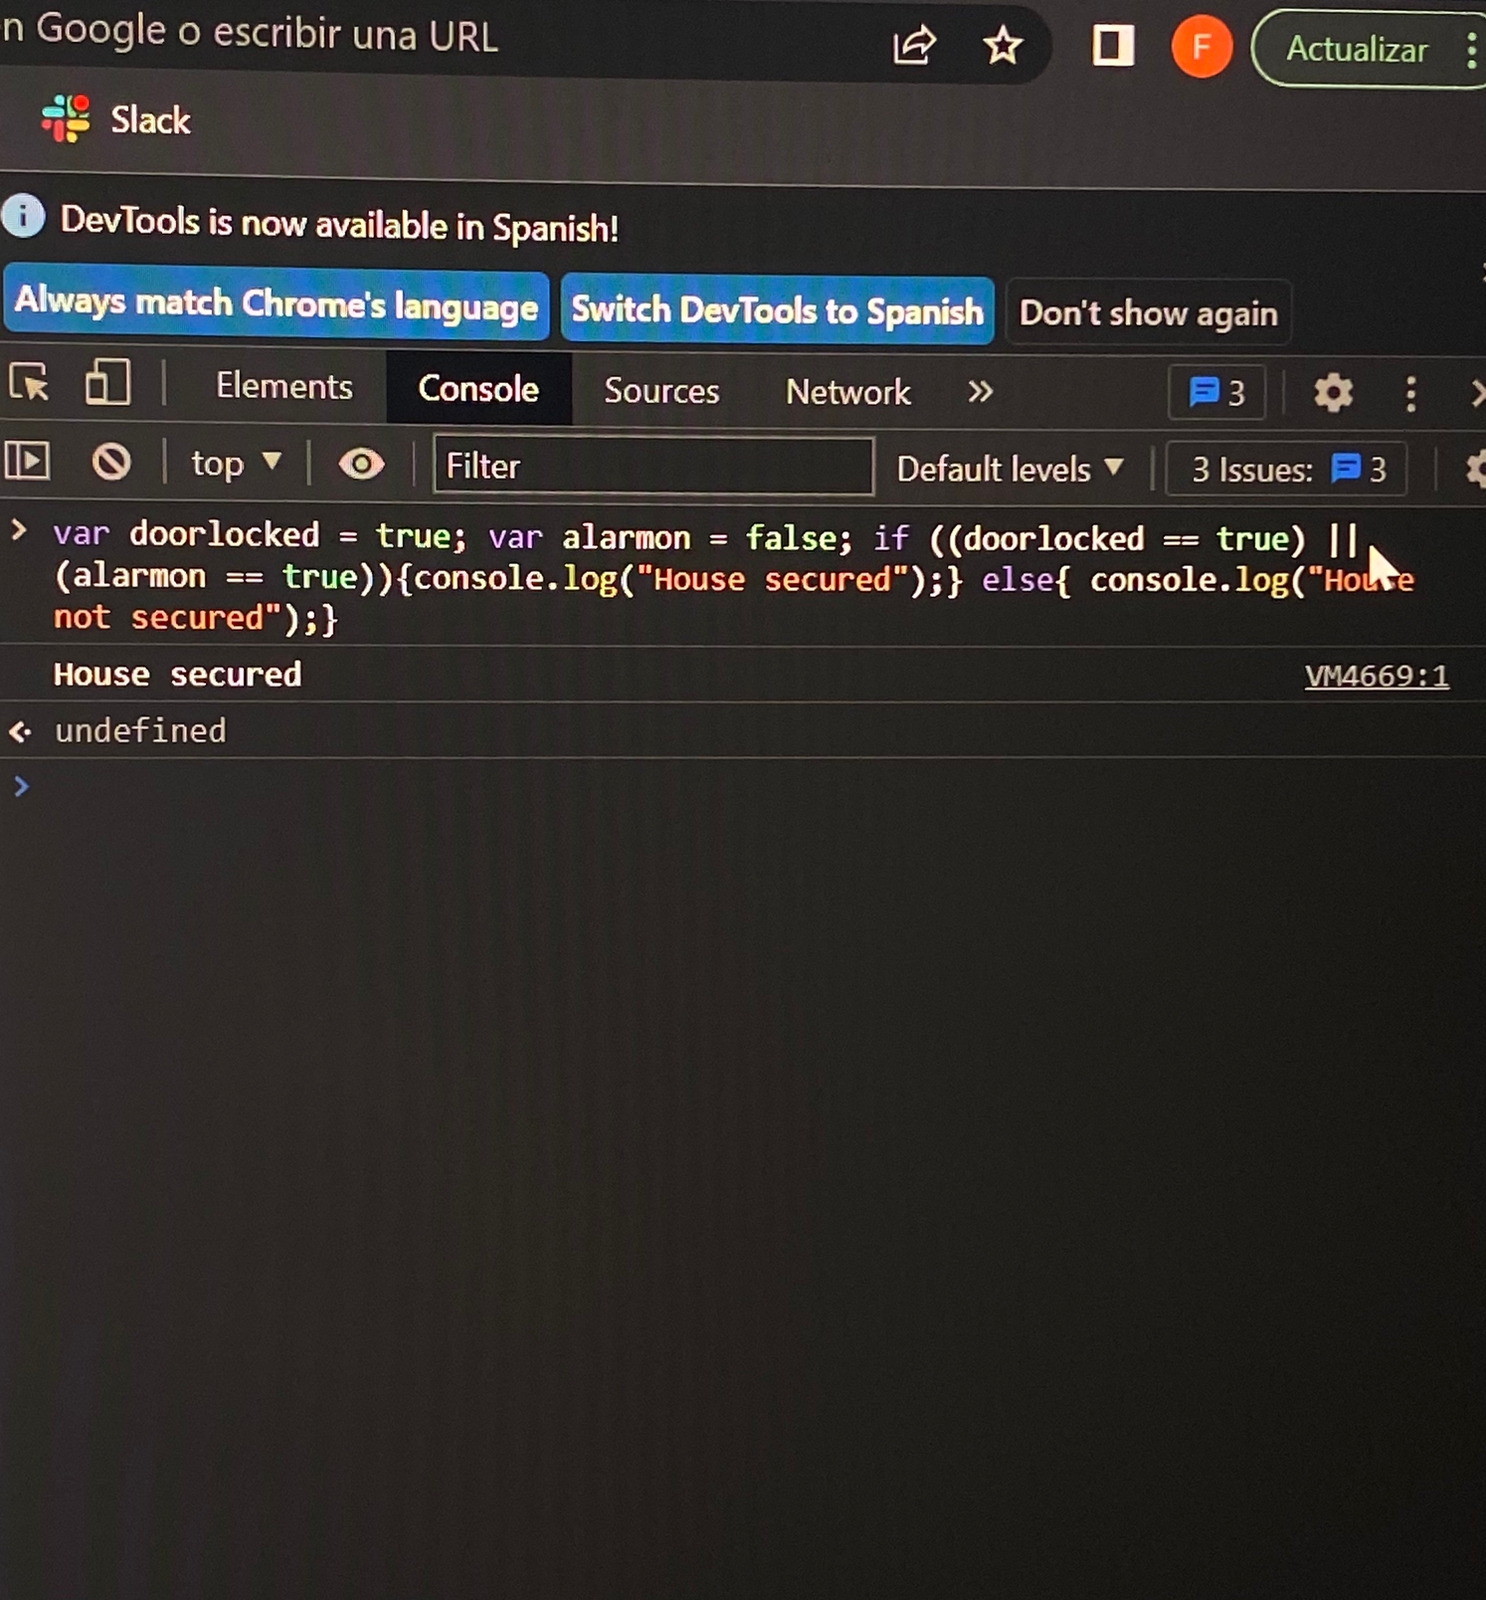 n Google o escribir una URL
F
Actualizar
Slack
i DevTools is now available in Spanish!
Always match Chrome's language Switch DevTools to Spanish Don't show again
Elements Console Sources Network » 3
top ▼ Filter Default levels ▼ 3 Issues: 3
> var doorlocked = true; var alarmon = false; if ((doorlocked == true) ||
(alarmon == true)){console.log("House secured");} else{ console.log("House
not secured");}
House secured VM4669:1
undefined
>